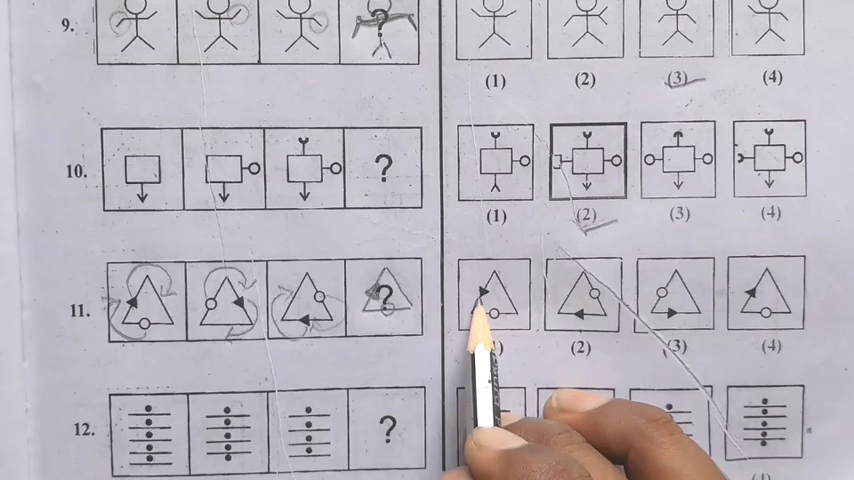 9.
?
(1) (2) (3) (4)
10.
?
(1) (2) (3) (4)
11.
?
(2) (3) (4)
12.
?